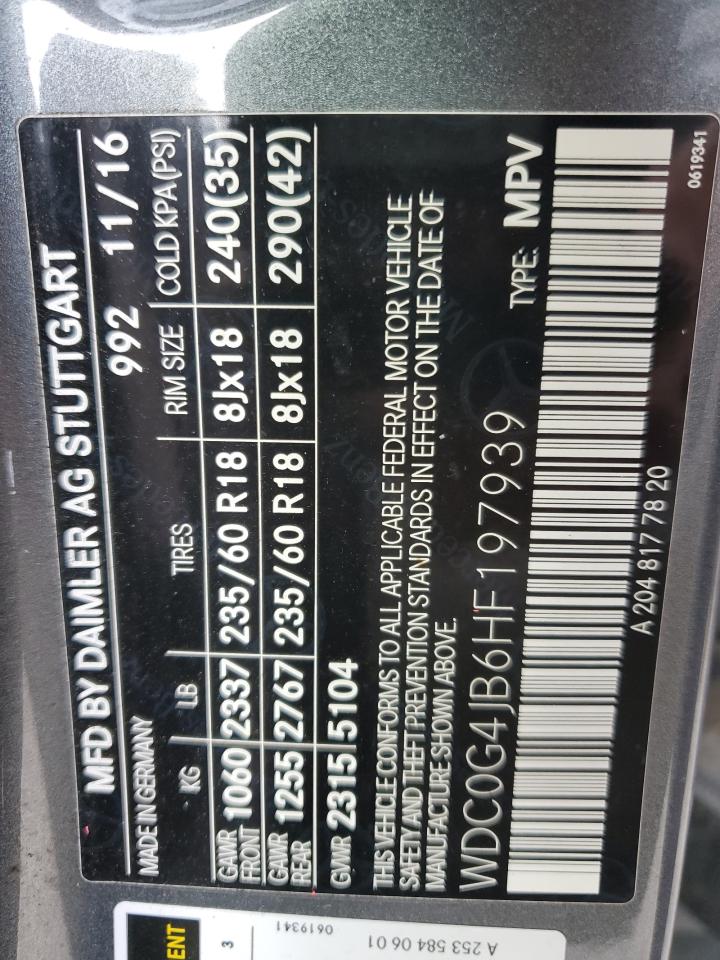 MFD BY DAIMLER AG STUTTGART
992 11/16
MADE IN GERMANY
KG LB TIRES RIM SIZE COLD KPA(PSI)
GAWR FRONT 1060 2337 235/60 R18 8Jx18 240(35)
GAWR REAR 1255 2767 235/60 R18 8Jx18 290(42)
GVWR 2315 5104
THIS VEHICLE CONFORMS TO ALL APPLICABLE FEDERAL MOTOR VEHICLE
SAFETY AND THEFT PREVENTION STANDARDS IN EFFECT ON THE DATE OF
MANUFACTURE SHOWN ABOVE.
WDC0G4JB6HF197939 TYPE: MPV
A 204 817 78 20
0619341
ENT
3
0619341
A 253 584 06 01